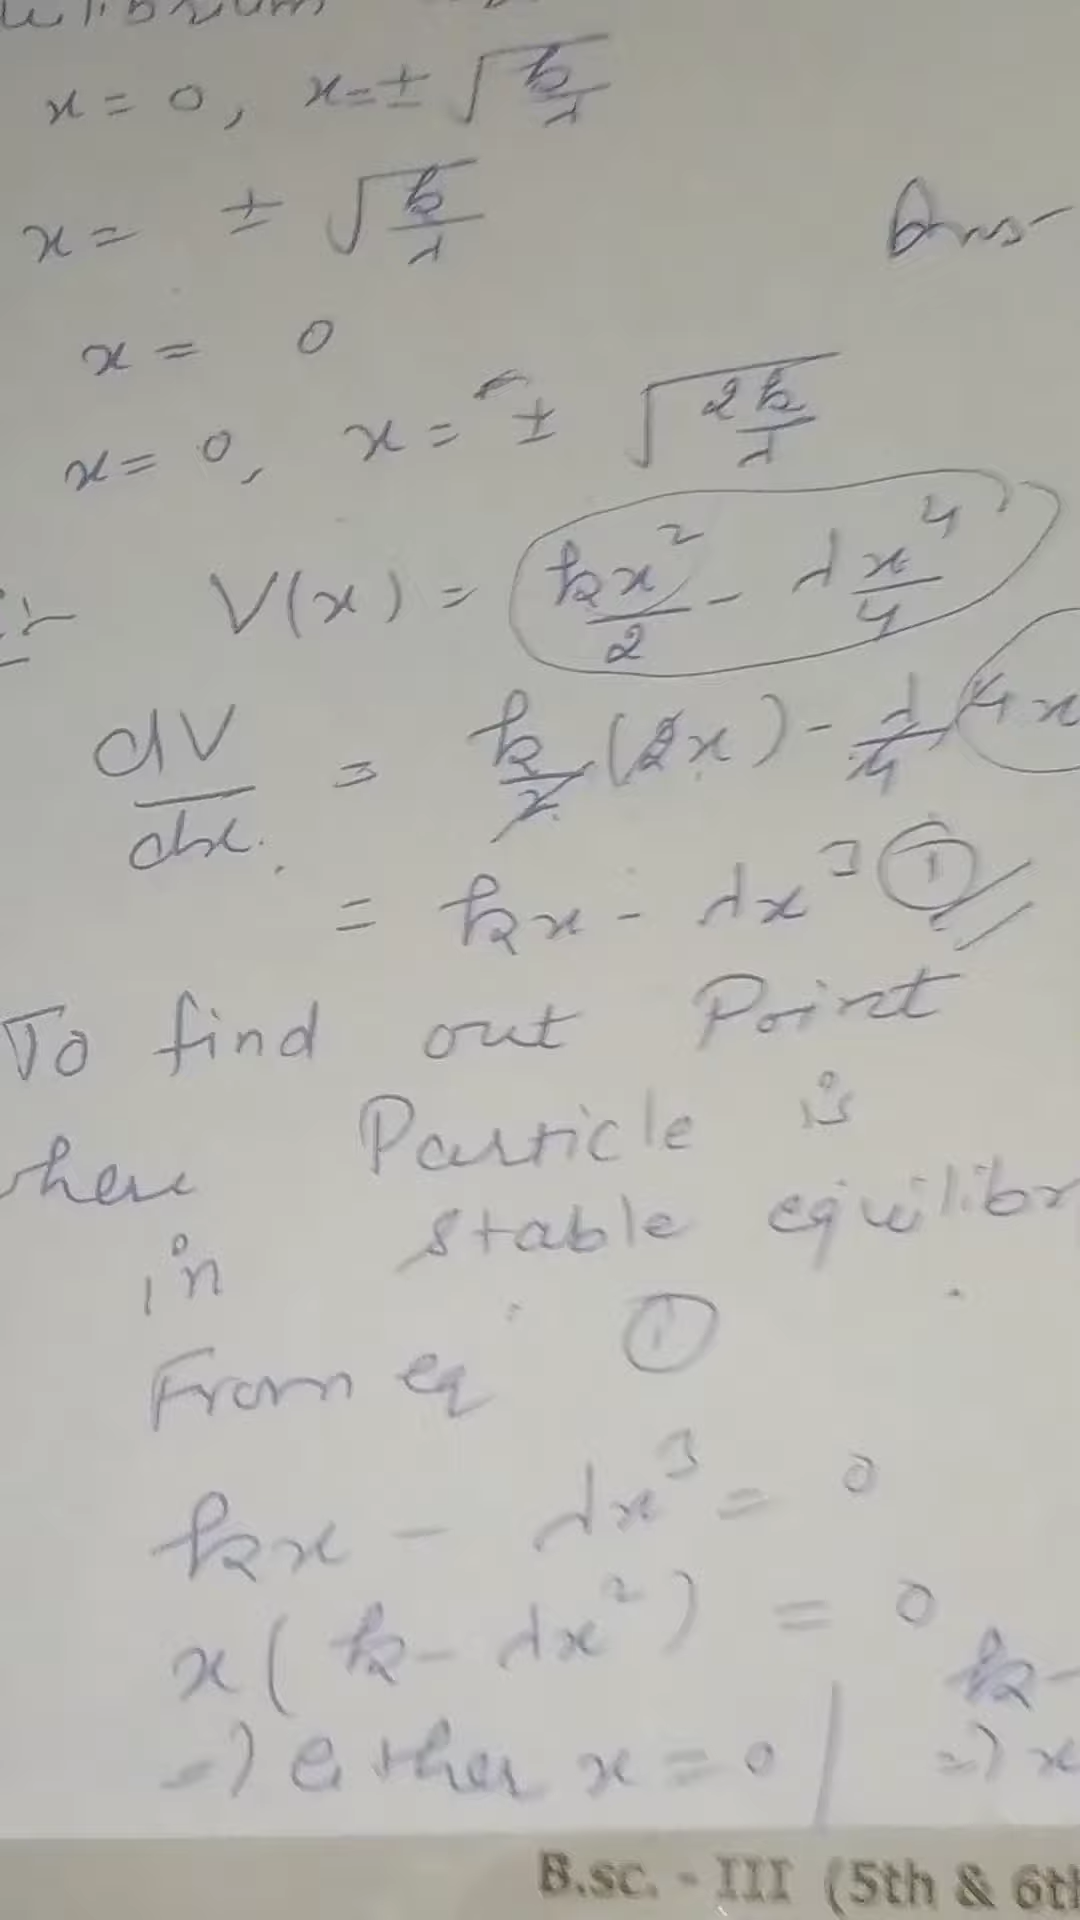 x = 0, x = ± √(k/λ)
x = ± √(k/λ)
Ans-
x = 0
x = 0, x = ± √(2k/λ)
V(x) = kx²/2 - λx⁴/4
dV/dx = k/2 (2x) - λ/4 (4x
= kx - λx³ ①
To find out Point
where Particle is
in stable equilibr
From eq ①
kx - λx³ = 0
x(k - λx²) = 0
k-
=) either x = 0 | =) x
B.sc. - III (5th & 6th